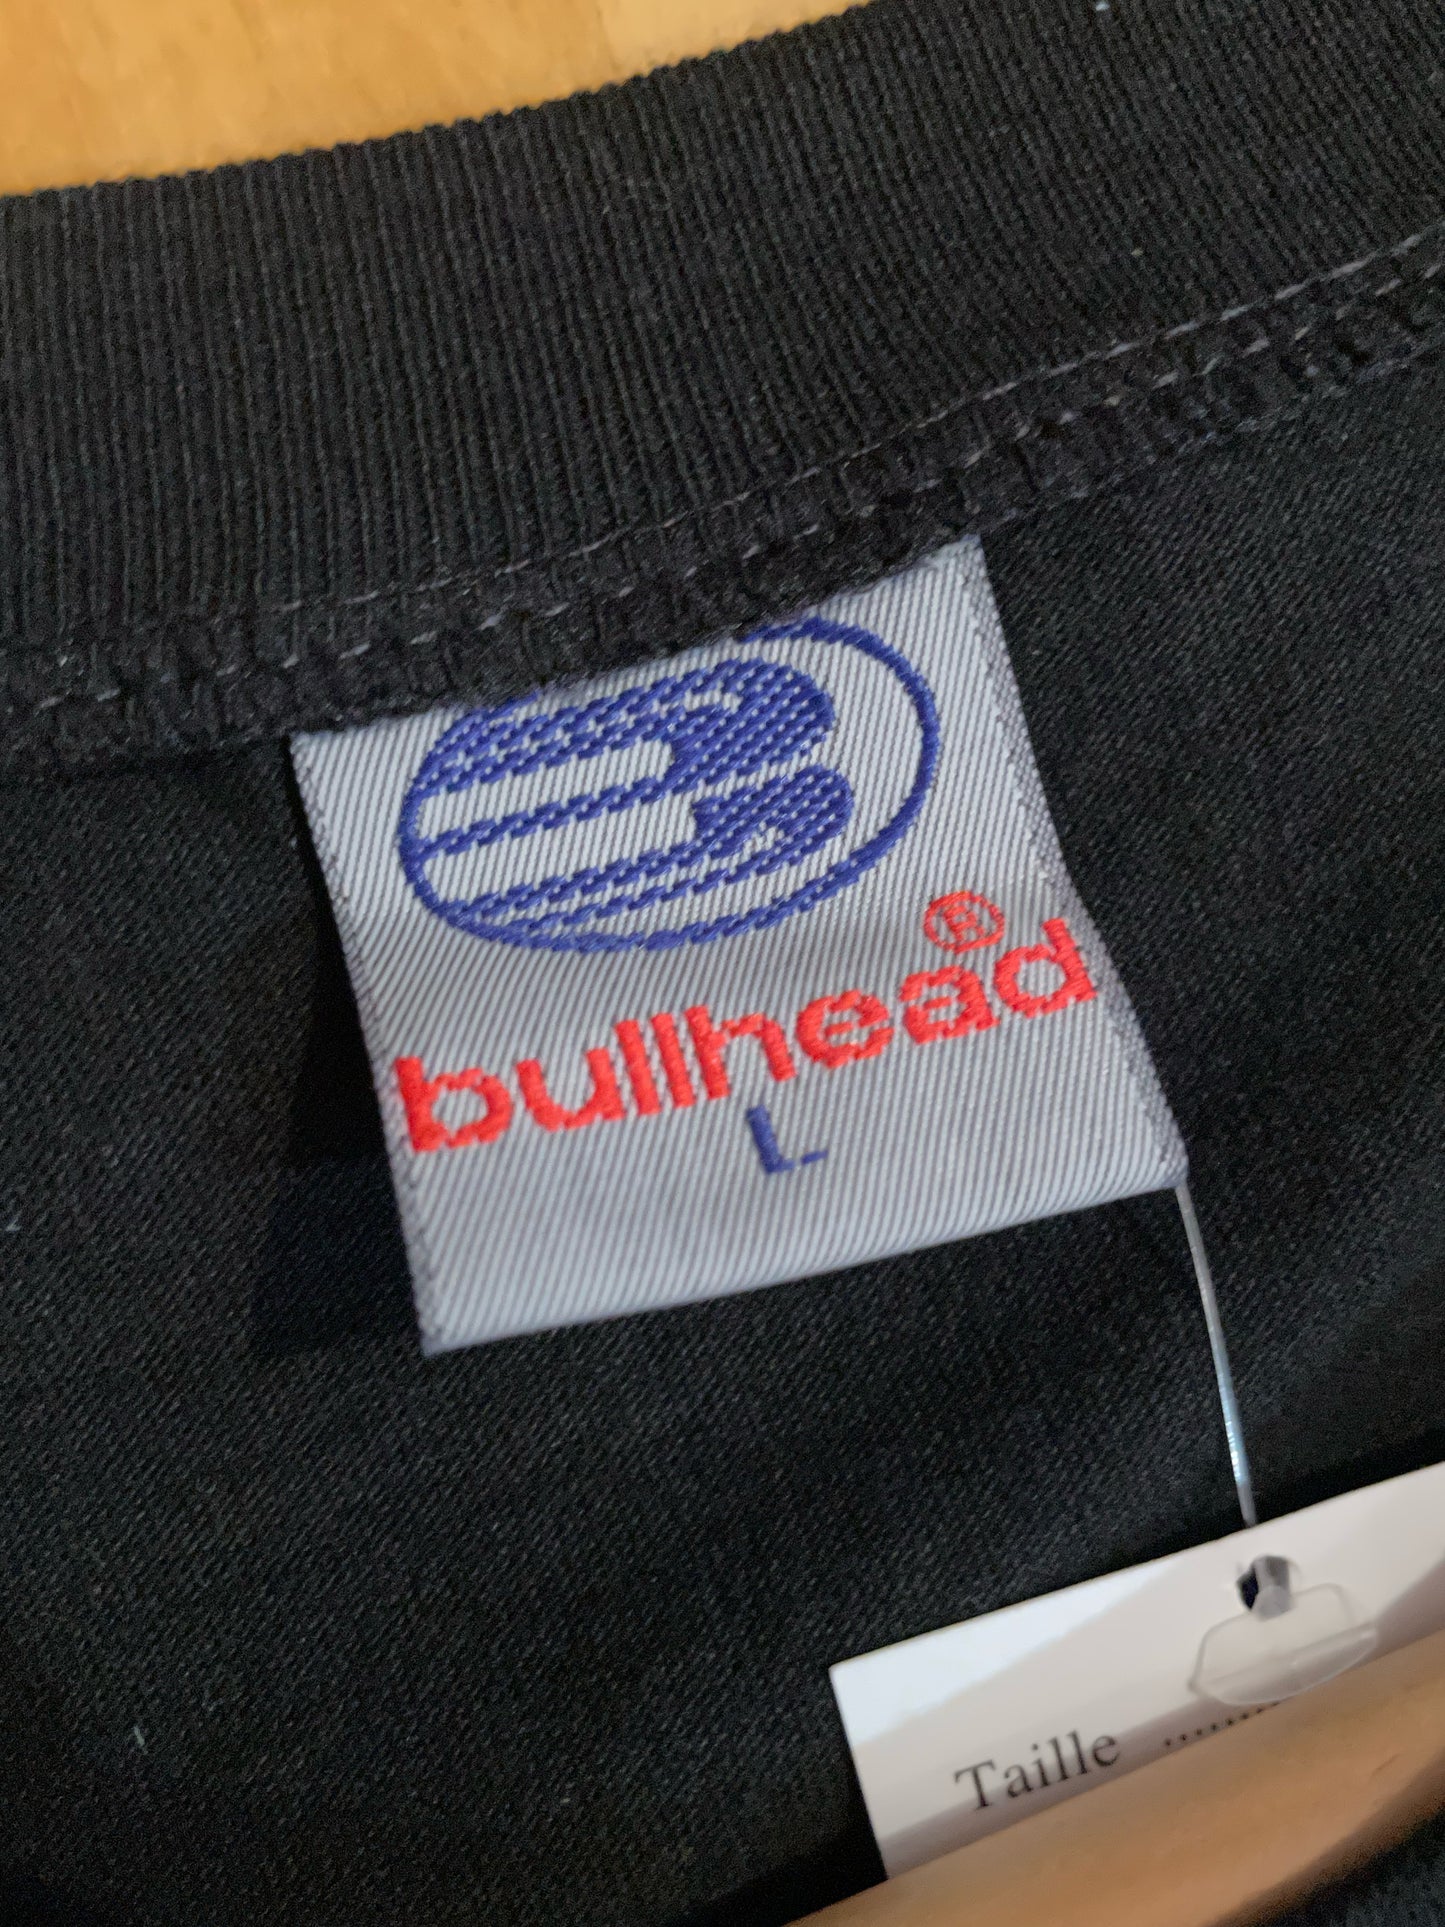 B
bullhead®
L
Taille ..........